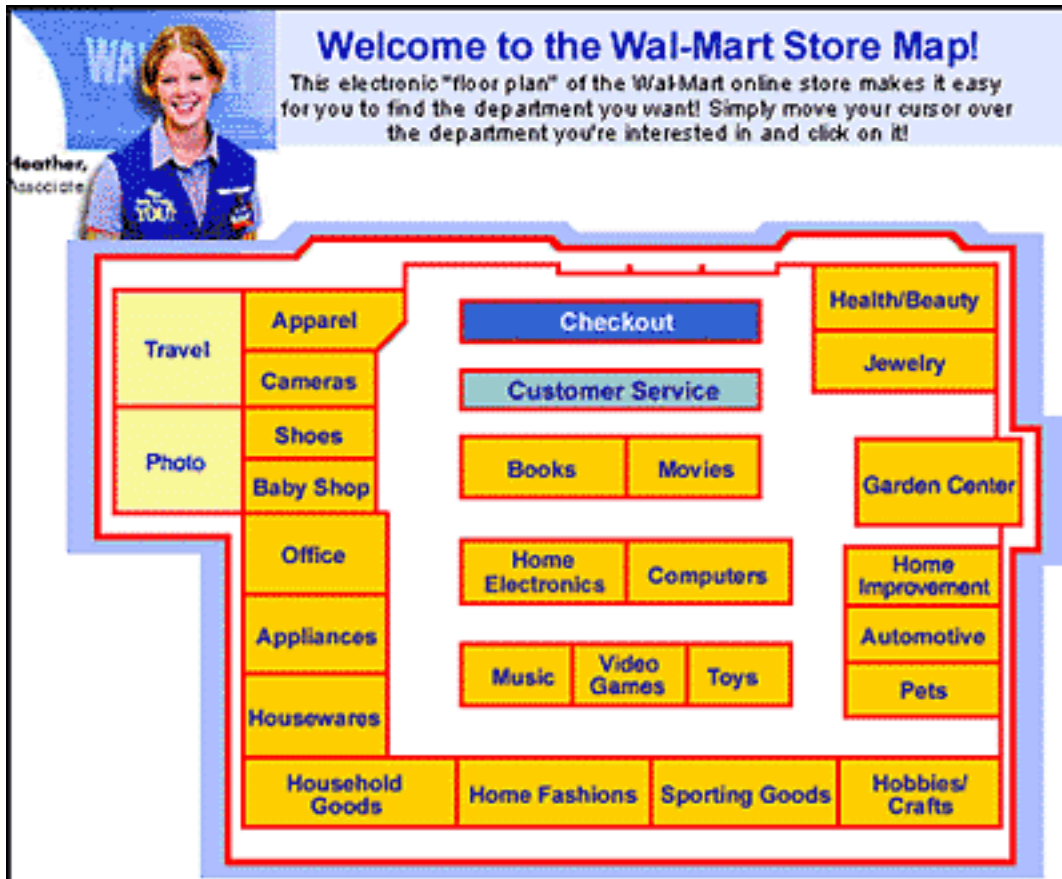 Welcome to the Wal-Mart Store Map!
This electronic "floor plan" of the Wal-Mart online store makes it easy
for you to find the department you want! Simply move your cursor over
the department you're interested in and click on it!
WAL MART
Heather,
Associate
YOU!
Travel
Photo
Apparel
Cameras
Shoes
Baby Shop
Office
Appliances
Housewares
Checkout
Customer Service
Books
Movies
Home
Electronics
Computers
Music
Video
Games
Toys
Health/Beauty
Jewelry
Garden Center
Home
Improvement
Automotive
Pets
Household
Goods
Home Fashions
Sporting Goods
Hobbies/
Crafts